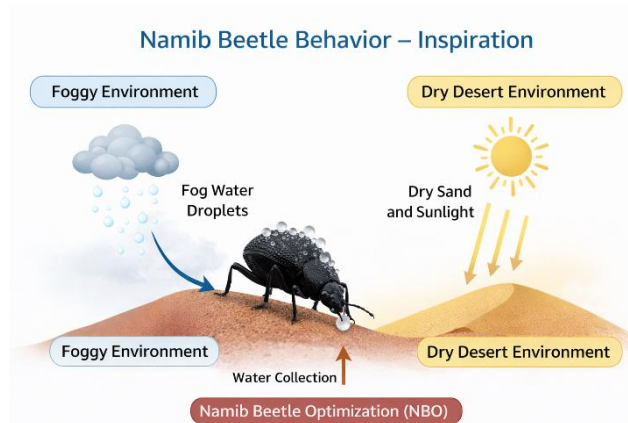 Namib Beetle Behavior – Inspiration
Foggy Environment
Dry Desert Environment
Fog Water
Droplets
Dry Sand
and Sunlight
Foggy Environment
Dry Desert Environment
Water Collection
Namib Beetle Optimization (NBO)